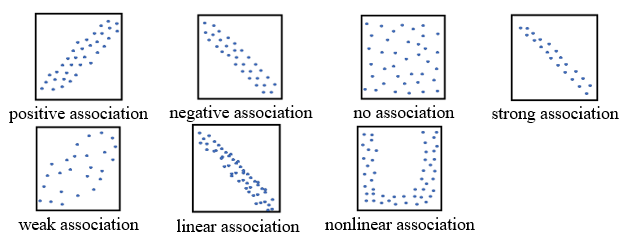 positive association
negative association
no association
strong association
weak association
linear association
nonlinear association